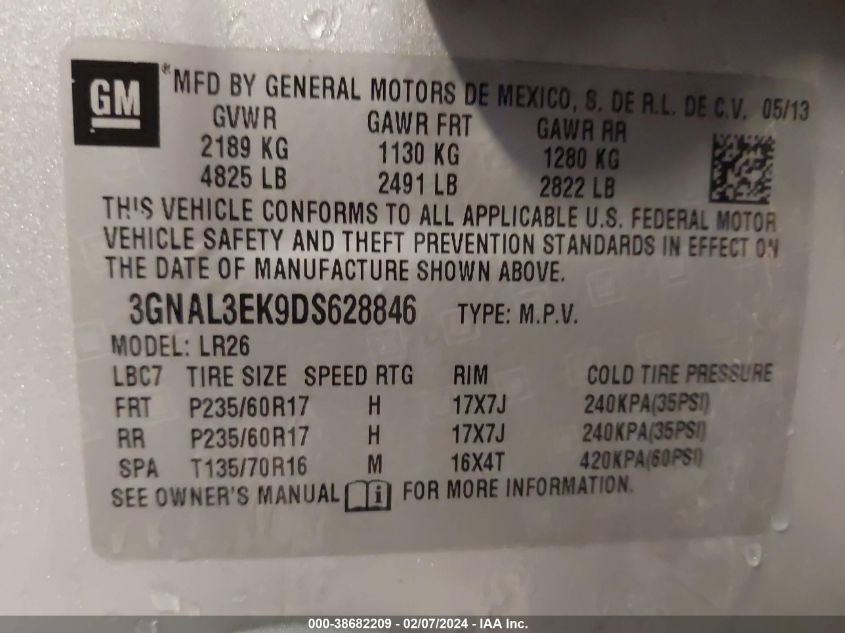 GM
®MFD BY GENERAL MOTORS DE MEXICO, S. DE R.L. DE C.V. 05/13
GVWR GAWR FRT GAWR RR
2189 KG 1130 KG 1280 KG
4825 LB 2491 LB 2822 LB
THIS VEHICLE CONFORMS TO ALL APPLICABLE U.S. FEDERAL MOTOR
VEHICLE SAFETY AND THEFT PREVENTION STANDARDS IN EFFECT ON
THE DATE OF MANUFACTURE SHOWN ABOVE.
3GNAL3EK9DS628846 TYPE: M.P.V.
MODEL: LR26
LBC7 TIRE SIZE SPEED RTG RIM COLD TIRE PRESSURE
FRT P235/60R17 H 17X7J 240KPA(35PSI)
RR P235/60R17 H 17X7J 240KPA(35PSI)
SPA T135/70R16 M 16X4T 420KPA(60PSI)
SEE OWNER'S MANUAL i FOR MORE INFORMATION.
000-38682209 - 02/07/2024 - IAA Inc.